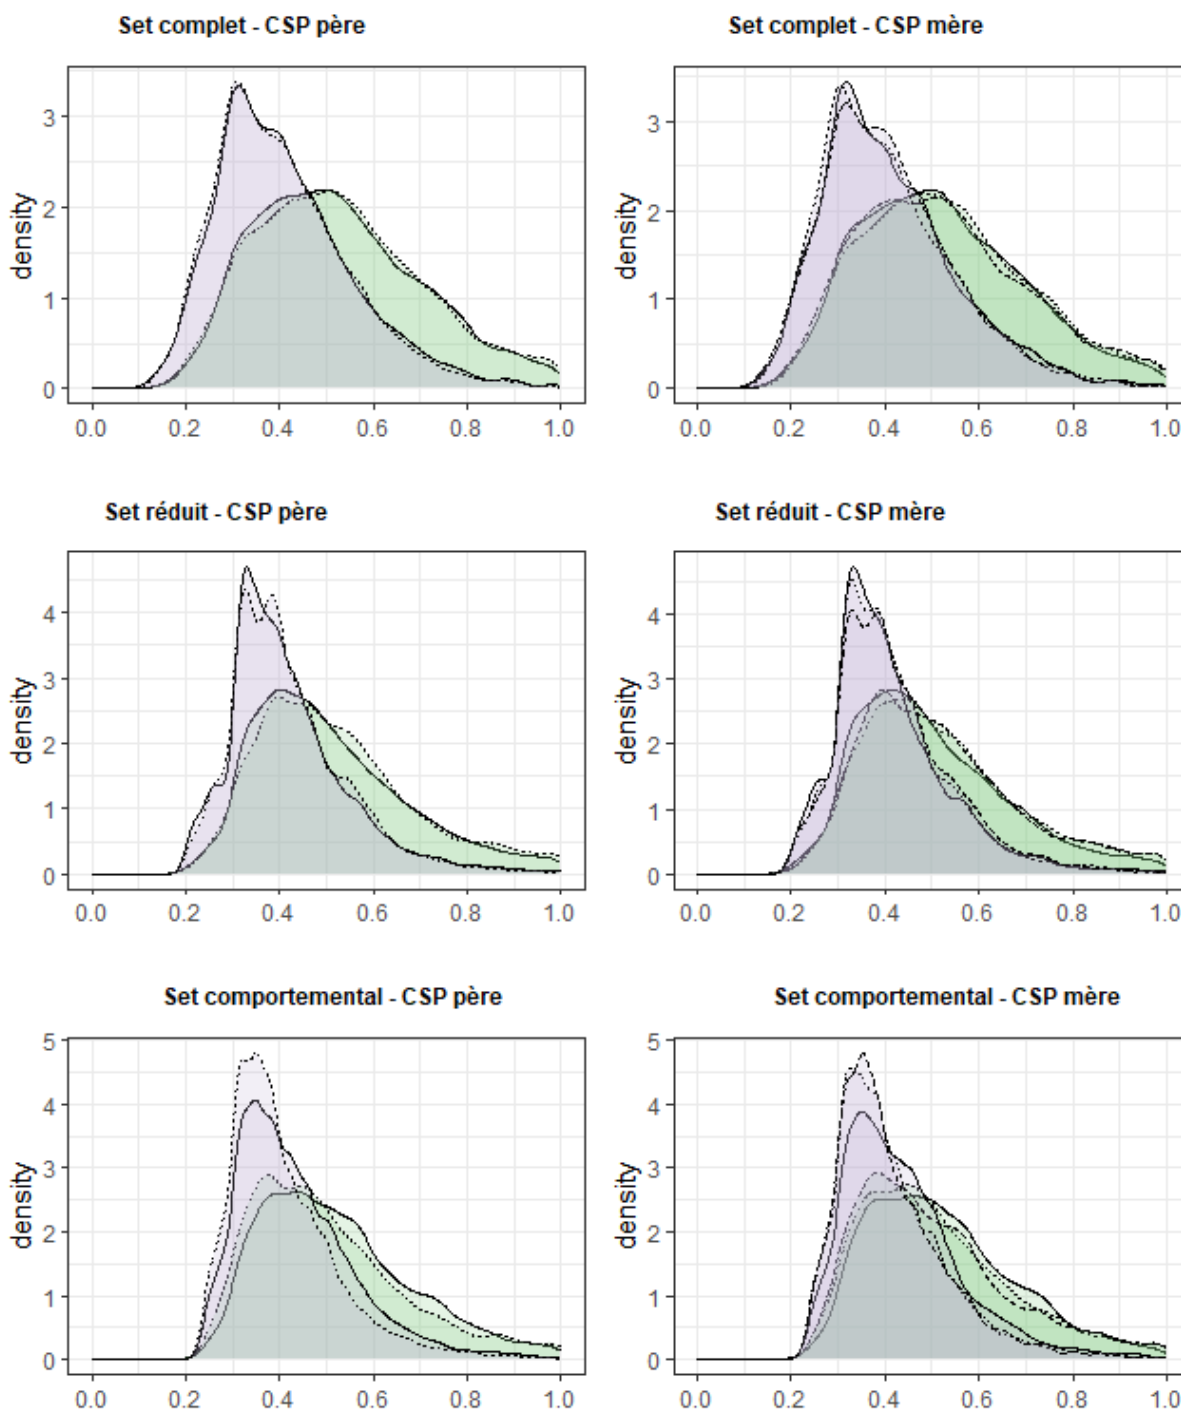 Set complet - CSP père
Set complet - CSP mère
density
3
2
1
0
0.0 0.2 0.4 0.6 0.8 1.0
density
3
2
1
0
0.0 0.2 0.4 0.6 0.8 1.0
Set réduit - CSP père
Set réduit - CSP mère
density
4
3
2
1
0
0.0 0.2 0.4 0.6 0.8 1.0
density
4
3
2
1
0
0.0 0.2 0.4 0.6 0.8 1.0
Set comportemental - CSP père
Set comportemental - CSP mère
density
5
4
3
2
1
0
0.0 0.2 0.4 0.6 0.8 1.0
density
5
4
3
2
1
0
0.0 0.2 0.4 0.6 0.8 1.0